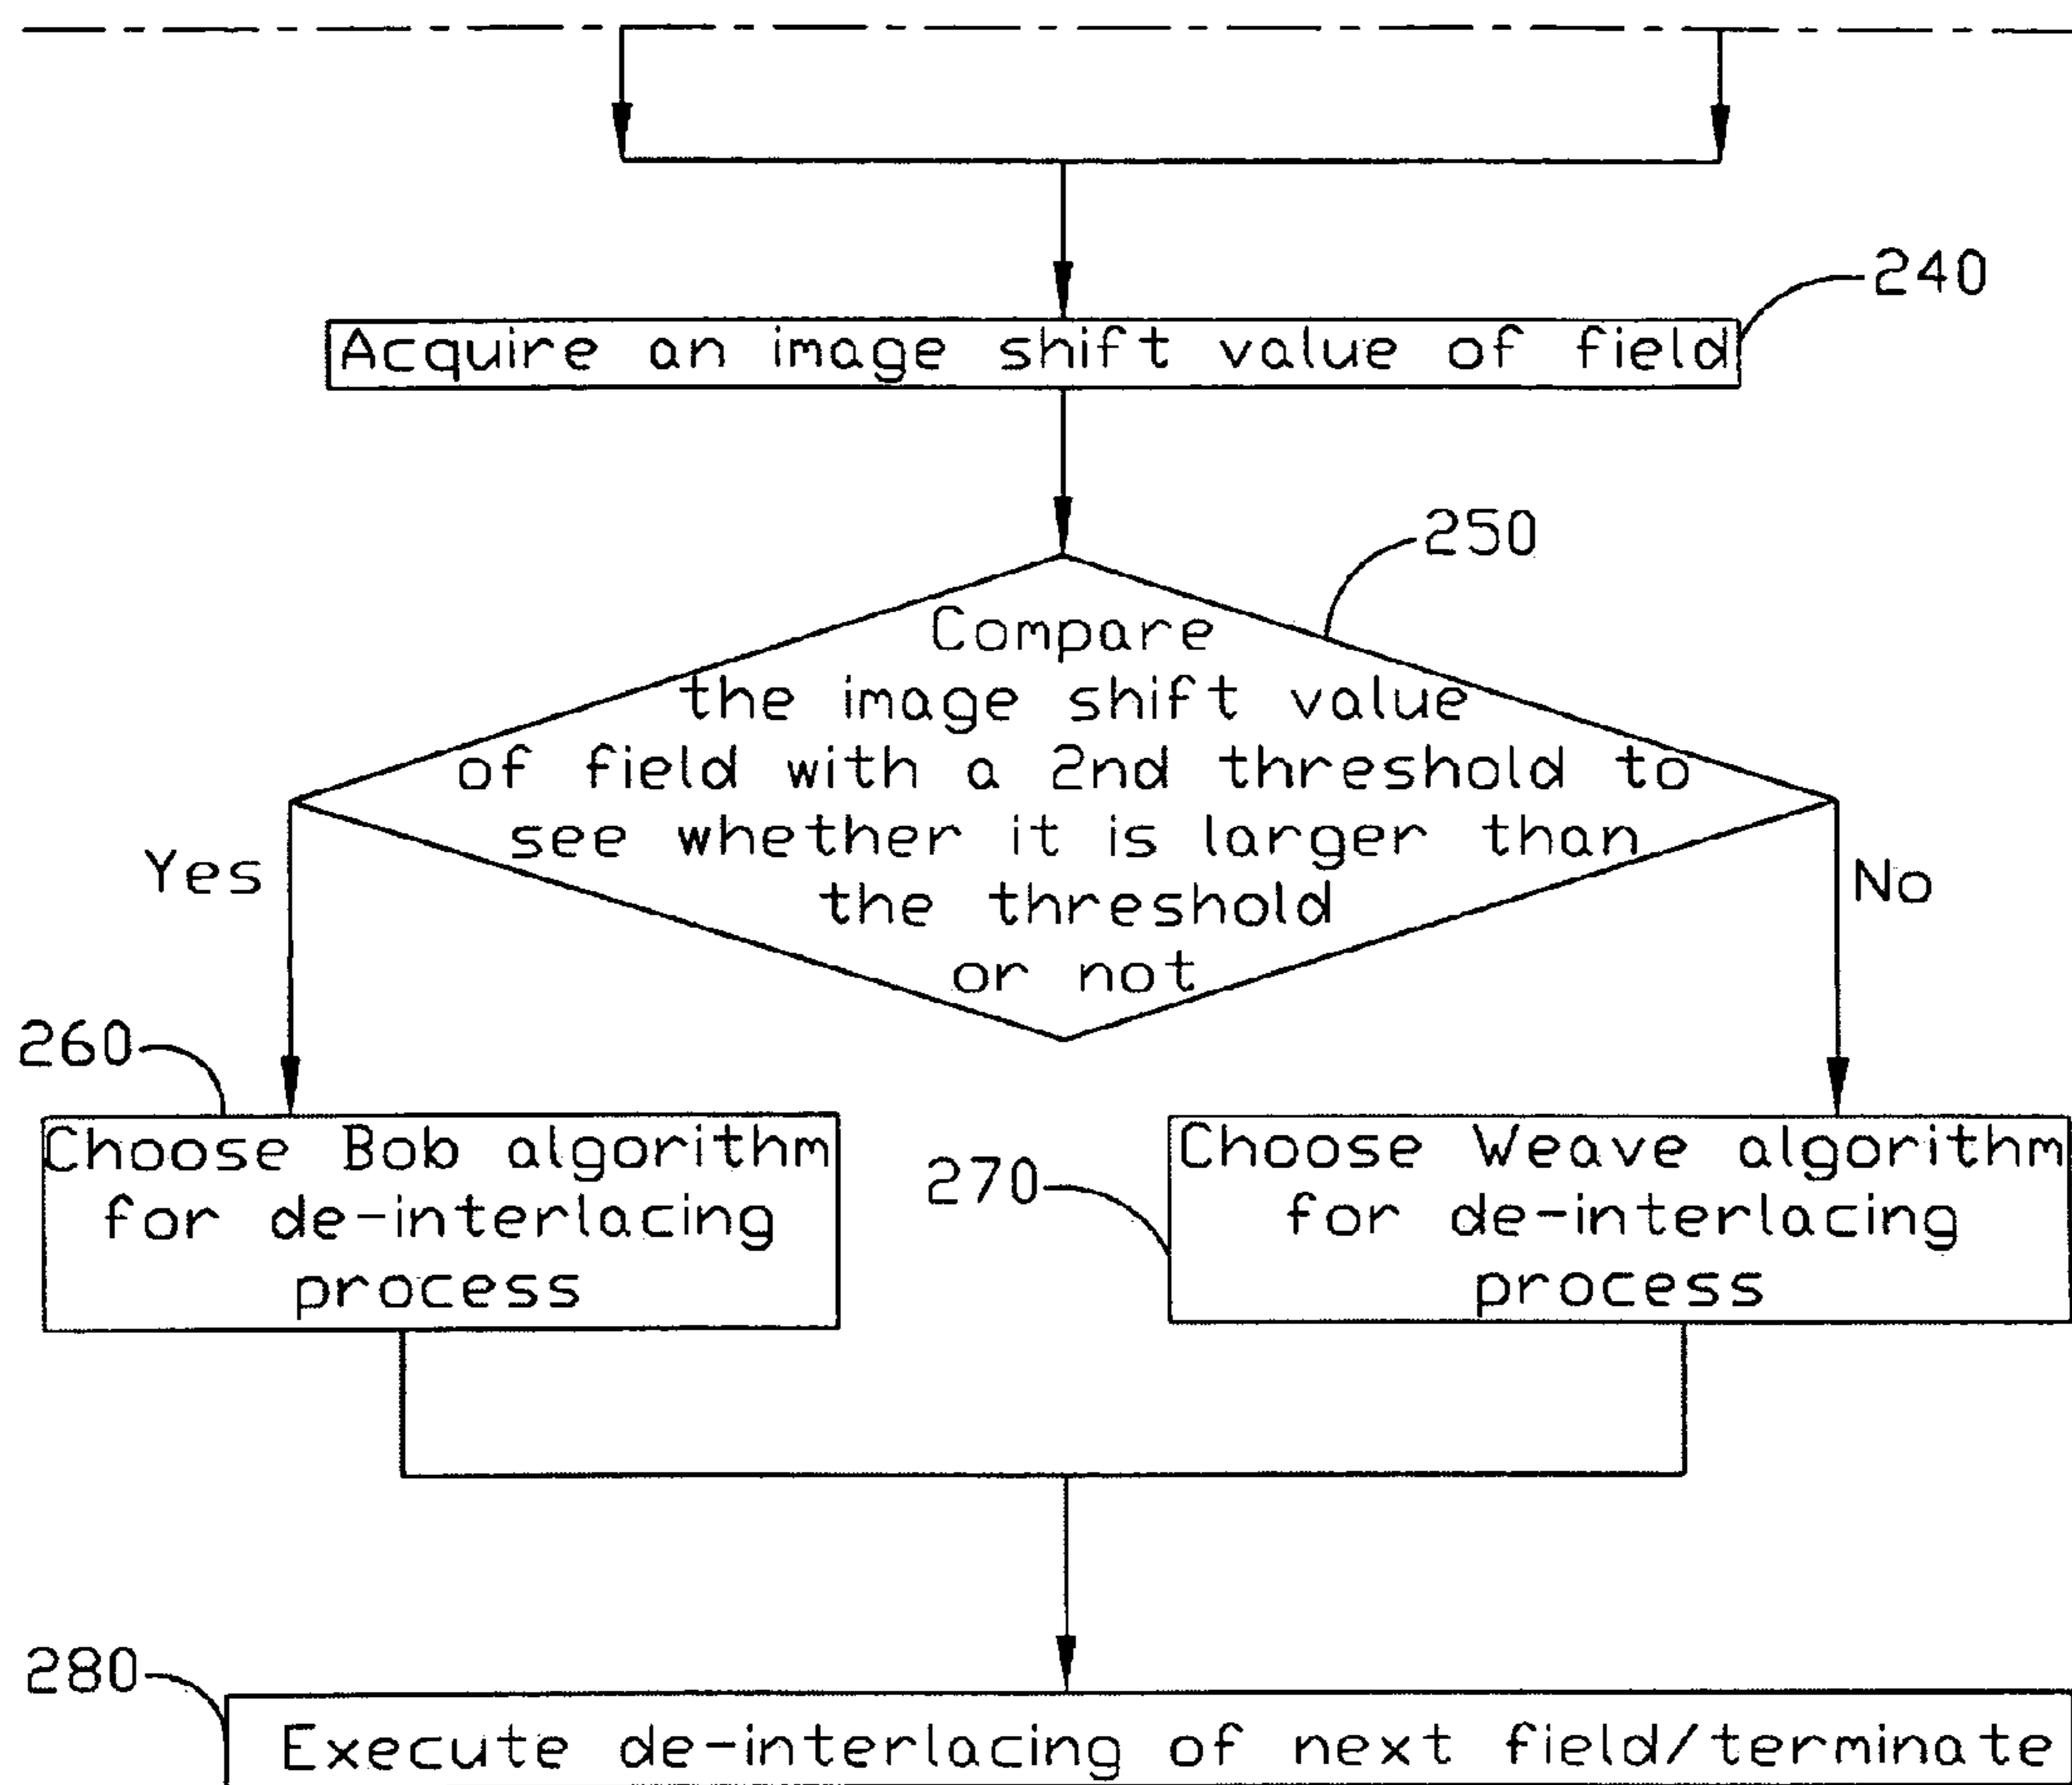 240
Acquire an image shift value of field
250
Compare
the image shift value
of field with a 2nd threshold to
see whether it is larger than
the threshold
or not
Yes
No
260
Choose Bob algorithm
for de-interlacing
process
270
Choose Weave algorithm
for de-interlacing
process
280
Execute de-interlacing of next field/terminate